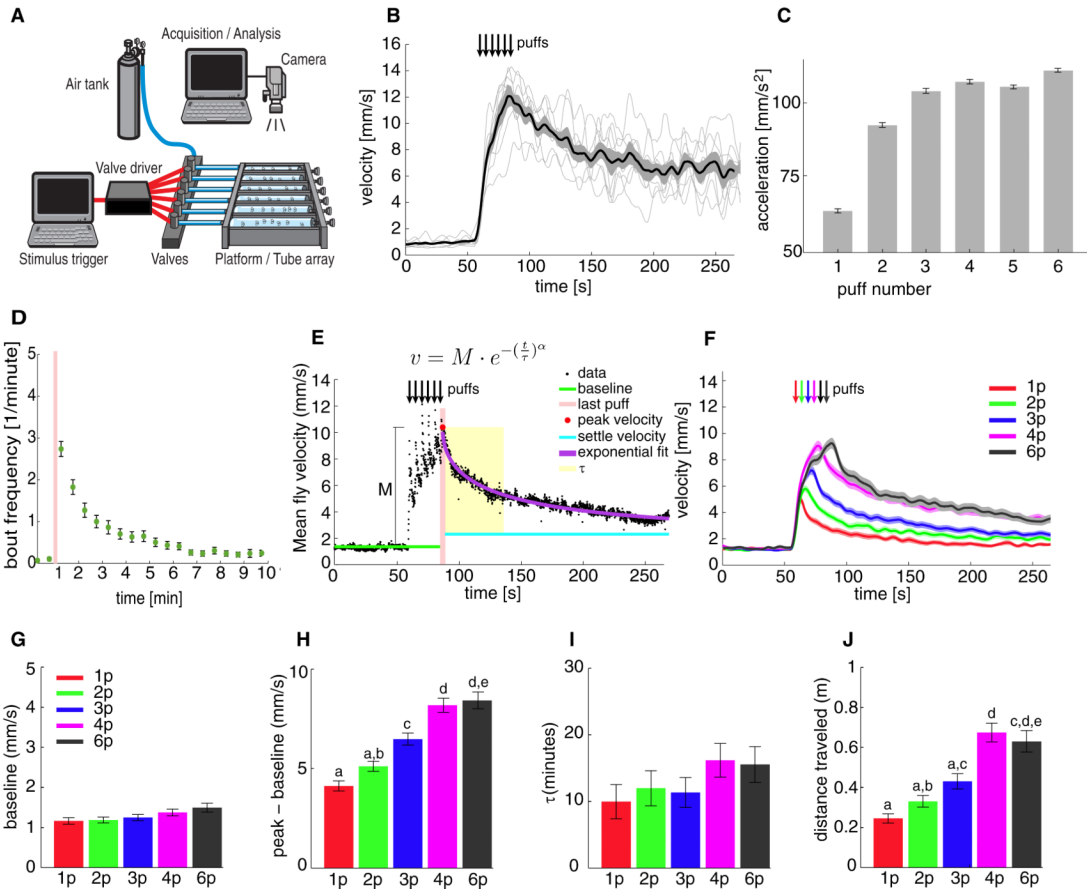 A
Acquisition / Analysis
Camera
Air tank
Valve driver
Stimulus trigger
Valves
Platform / Tube array
B
puffs
velocity [mm/s]
16
14
12
10
8
6
4
2
0
0 50 100 150 200 250
time [s]
C
acceleration [mm/s²]
100
75
50
1 2 3 4 5 6
puff number
D
bout frequency [1/minute]
5
4
3
2
1
0
1 2 3 4 5 6 7 8 9 10
time [min]
E
v = M · e^{-(t/τ)^α}
puffs
data
baseline
last puff
peak velocity
settle velocity
exponential fit
τ
M
Mean fly velocity (mm/s)
14
12
10
8
6
4
2
0
0 50 100 150 200 250
time [s]
F
puffs
1p
2p
3p
4p
6p
velocity [mm/s]
14
12
10
8
6
4
2
0
0 50 100 150 200 250
time [s]
G
baseline (mm/s)
5
4
3
2
1
0
1p
2p
3p
4p
6p
1p 2p 3p 4p 6p
H
peak – baseline (mm/s)
10
5
0
a
a,b
c
d
d,e
1p 2p 3p 4p 6p
I
τ(minutes)
30
20
10
0
1p 2p 3p 4p 6p
J
distance traveled (m)
1
0.8
0.6
0.4
0.2
0
a
a,b
a,c
d
c,d,e
1p 2p 3p 4p 6p